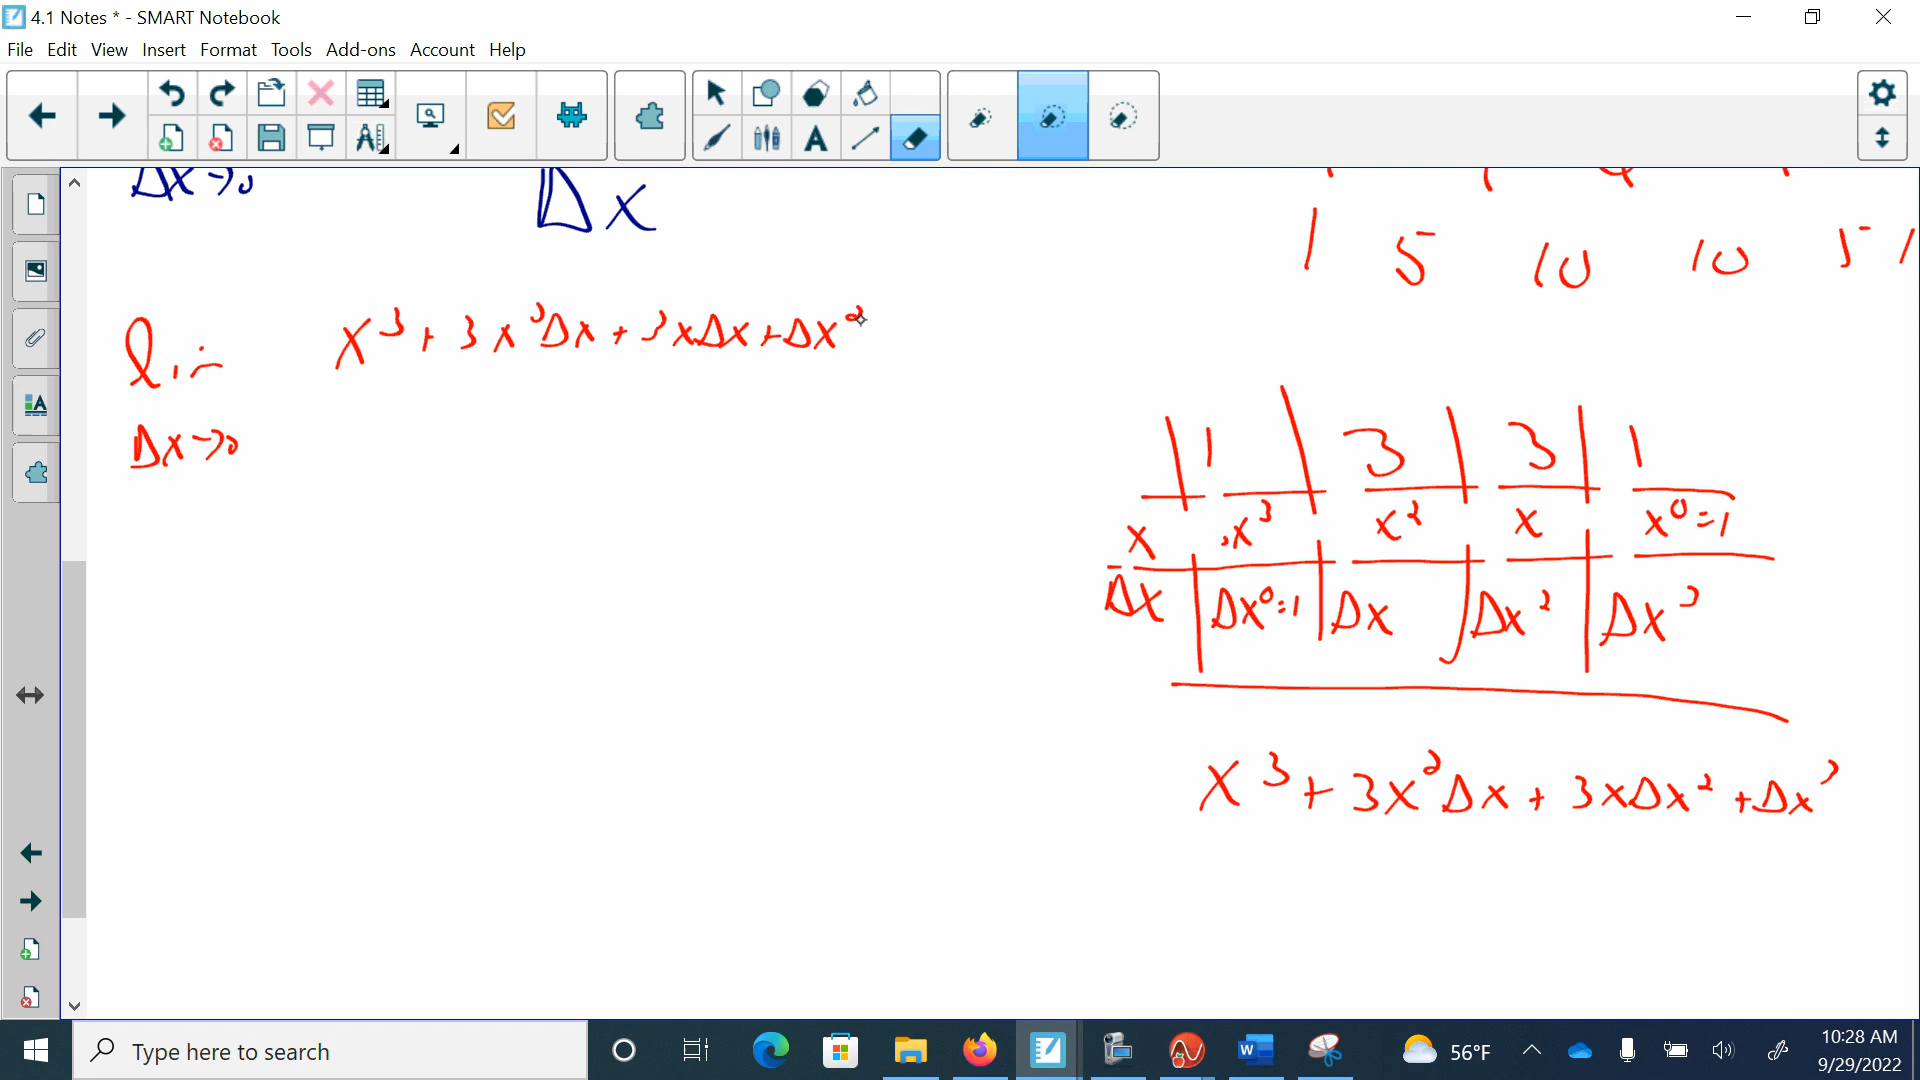 4.1 Notes * - SMART Notebook
File Edit View Insert Format Tools Add-ons Account Help
Δx→0
Δx
1 5 10 10 5 1
lim x³ + 3x²Δx + 3xΔx + Δx²
Δx→0
1 3 3 1
x x³ x² x x⁰=1
Δx Δx⁰=1 Δx Δx² Δx³
x³ + 3x²Δx + 3xΔx² + Δx³
Type here to search
56°F
10:28 AM
9/29/2022